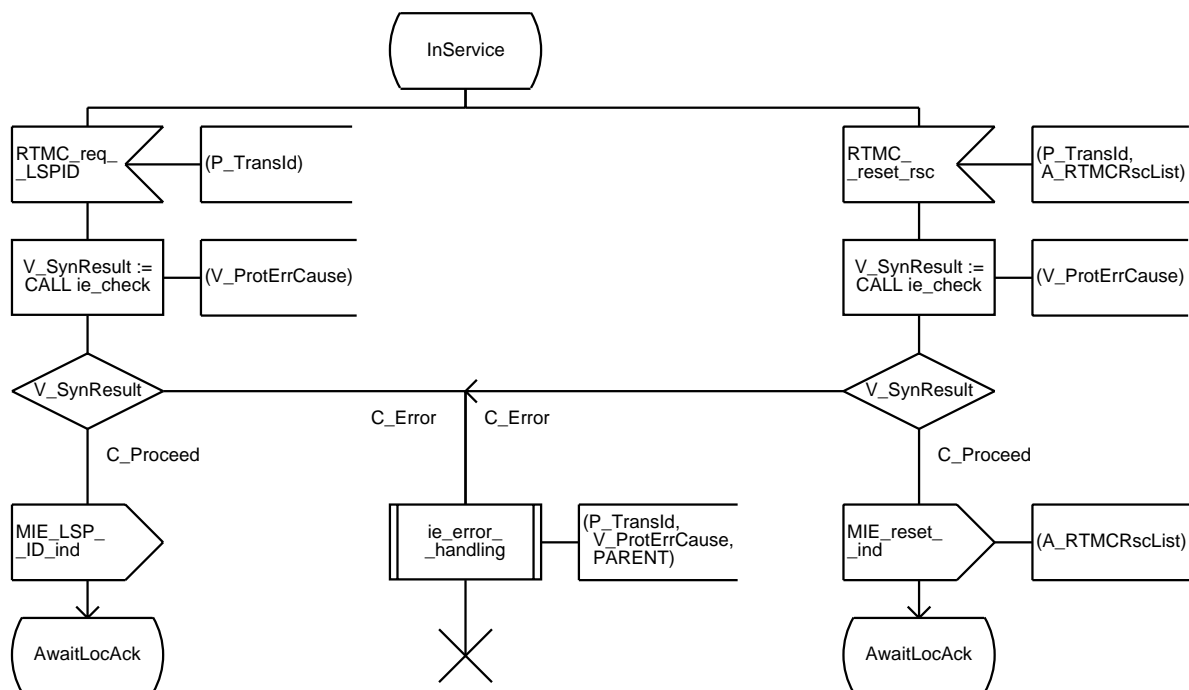 InService
RTMC_req_
_LSPID
(P_TransId)
RTMC_
_reset_rsc
(P_TransId,
A_RTMCRscList)
V_SynResult :=
CALL ie_check
(V_ProtErrCause)
V_SynResult :=
CALL ie_check
(V_ProtErrCause)
V_SynResult
V_SynResult
C_Error
C_Error
C_Proceed
C_Proceed
MIE_LSP_
_ID_ind
ie_error_
_handling
(P_TransId,
V_ProtErrCause,
PARENT)
MIE_reset_
_ind
(A_RTMCRscList)
AwaitLocAck
AwaitLocAck